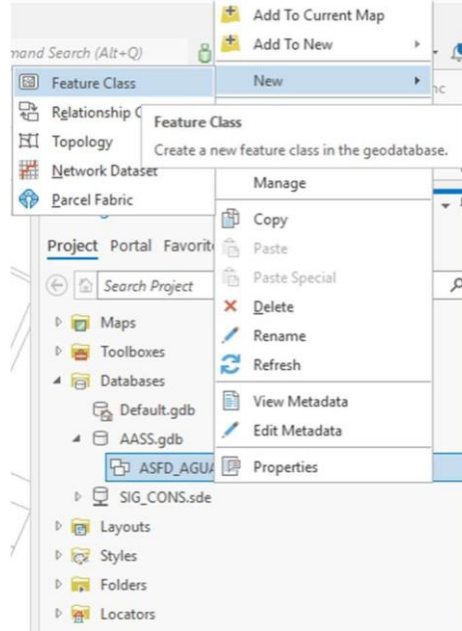 Add To Current Map
mand Search (Alt+Q)
Add To New
Feature Class
New
Relationship
Feature Class
Topology
Create a new feature class in the geodatabase.
Network Dataset
Manage
Parcel Fabric
Copy
Project Portal Favorit
Paste
Search Project
Paste Special
Delete
Maps
Rename
Toolboxes
Refresh
Databases
View Metadata
Default.gdb
Edit Metadata
AASS.gdb
ASFD_AGUA
Properties
SIG_CONS.sde
Layouts
Styles
Folders
Locators